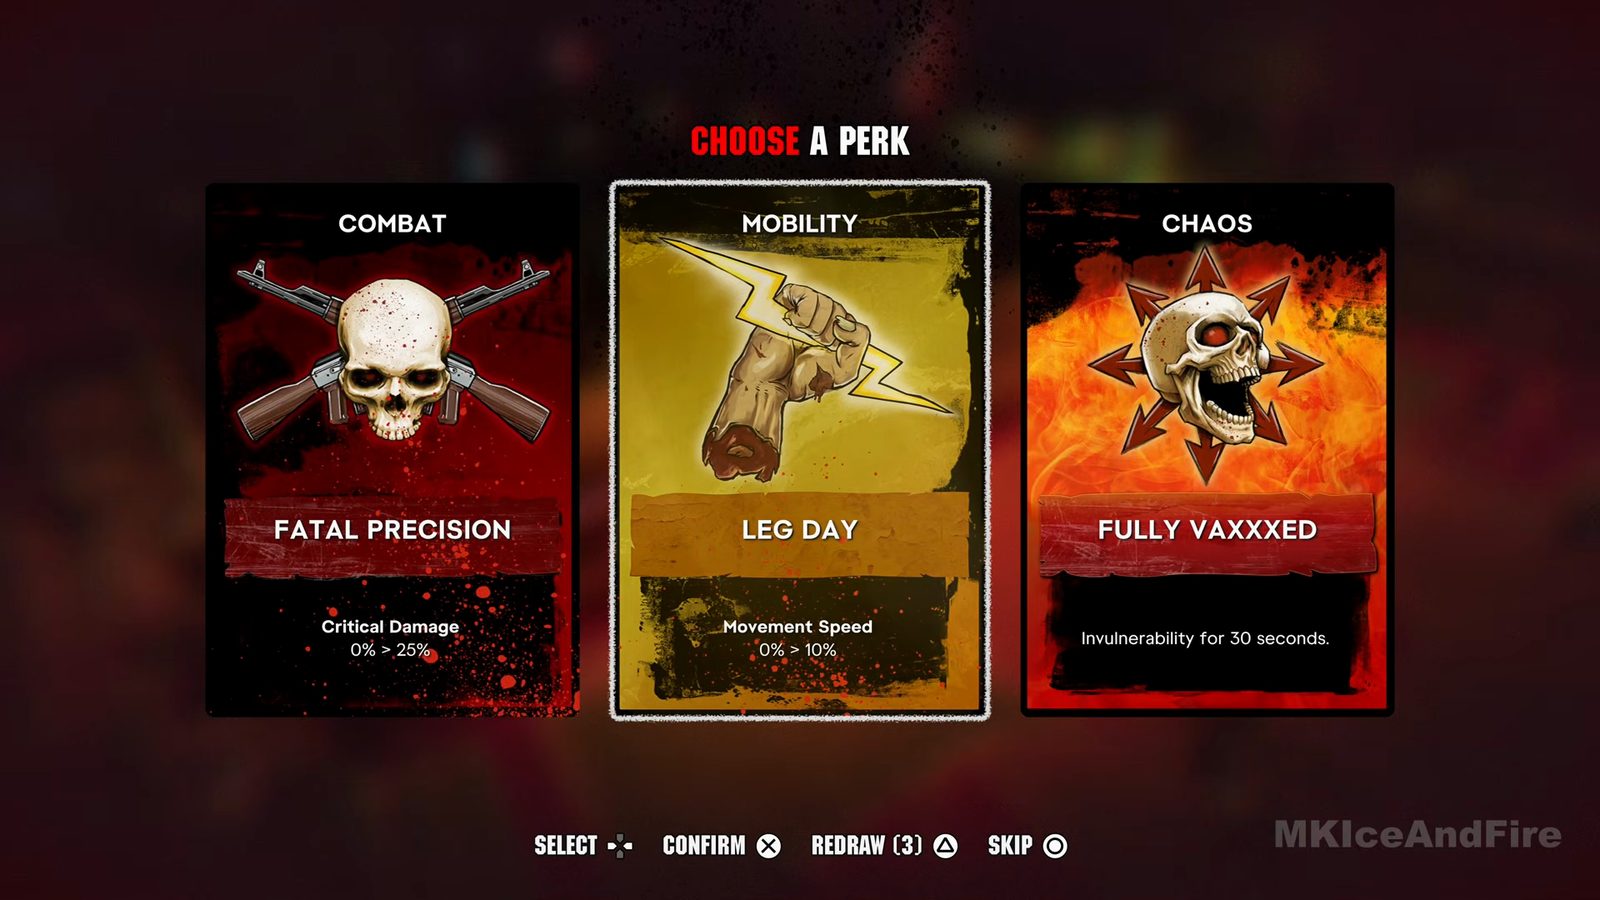 CHOOSE A PERK
COMBAT
FATAL PRECISION
Critical Damage
0% > 25%
MOBILITY
LEG DAY
Movement Speed
0% > 10%
CHAOS
FULLY VAXXXED
Invulnerability for 30 seconds.
SELECT CONFIRM REDRAW (3) SKIP
MKIceAndFire